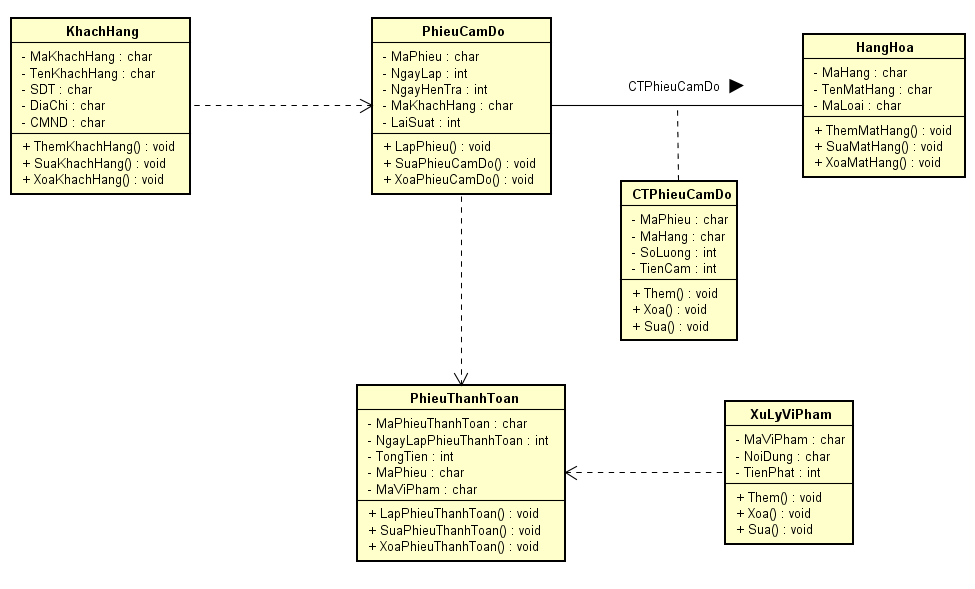 KhachHang
- MaKhachHang : char
- TenKhachHang : char
- SDT : char
- DiaChi : char
- CMND : char
+ ThemKhachHang() : void
+ SuaKhachHang() : void
+ XoaKhachHang() : void
PhieuCamDo
- MaPhieu : char
- NgayLap : int
- NgayHenTra : int
- MaKhachHang : char
- LaiSuat : int
+ LapPhieu() : void
+ SuaPhieuCamDo() : void
+ XoaPhieuCamDo() : void
CTPhieuCamDo
HangHoa
- MaHang : char
- TenMatHang : char
- MaLoai : char
+ ThemMatHang() : void
+ SuaMatHang() : void
+ XoaMatHang() : void
CTPhieuCamDo
- MaPhieu : char
- MaHang : char
- SoLuong : int
- TienCam : int
+ Them() : void
+ Xoa() : void
+ Sua() : void
PhieuThanhToan
- MaPhieuThanhToan : char
- NgayLapPhieuThanhToan : int
- TongTien : int
- MaPhieu : char
- MaViPham : char
+ LapPhieuThanhToan() : void
+ SuaPhieuThanhToan() : void
+ XoaPhieuThanhToan() : void
XuLyViPham
- MaViPham : char
- NoiDung : char
- TienPhat : int
+ Them() : void
+ Xoa() : void
+ Sua() : void